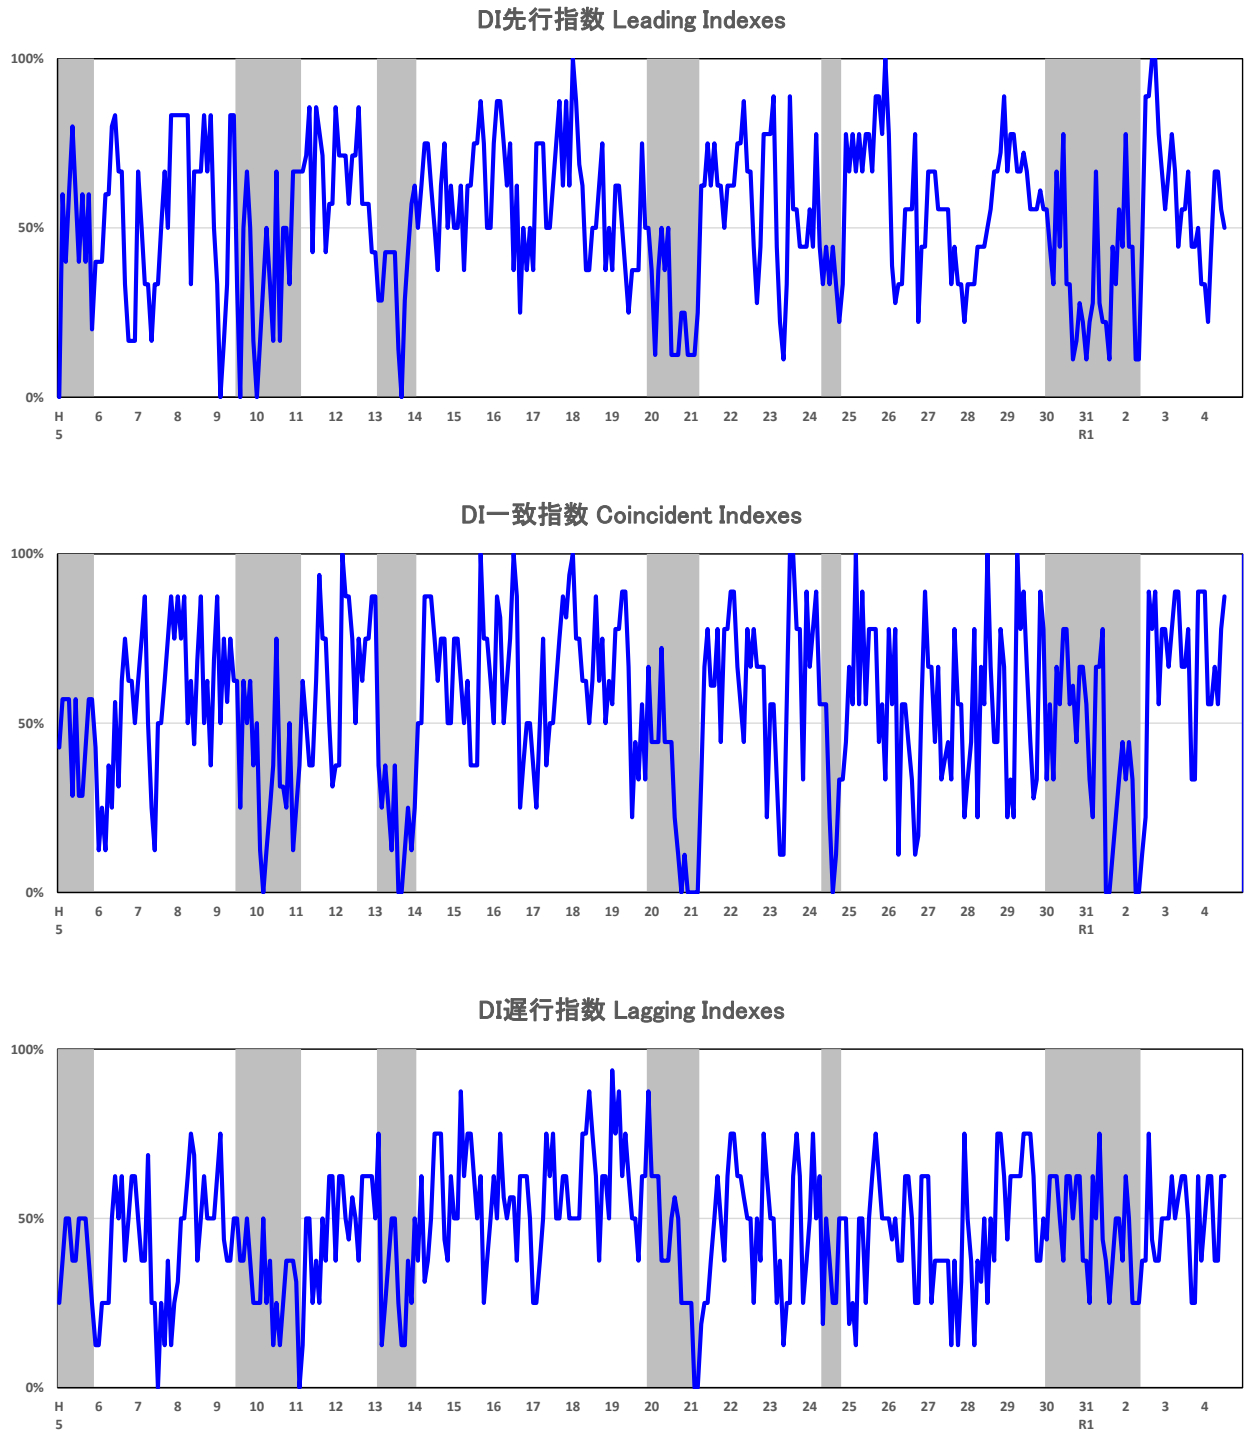 DI先行指数 Leading Indexes
100%
50%
0%
H 6 7 8 9 10 11 12 13 14 15 16 17 18 19 20 21 22 23 24 25 26 27 28 29 30 31 2 3 4
5 R1
DI一致指数 Coincident Indexes
100%
50%
0%
H 6 7 8 9 10 11 12 13 14 15 16 17 18 19 20 21 22 23 24 25 26 27 28 29 30 31 2 3 4
5 R1
DI遅行指数 Lagging Indexes
100%
50%
0%
H 6 7 8 9 10 11 12 13 14 15 16 17 18 19 20 21 22 23 24 25 26 27 28 29 30 31 2 3 4
5 R1